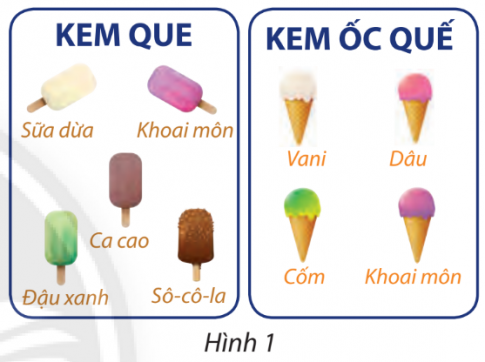 KEM QUE
Sữa dừa
Khoai môn
Ca cao
Đậu xanh
Sô-cô-la
KEM ỐC QUẾ
Vani
Dâu
Cốm
Khoai môn
Hình 1